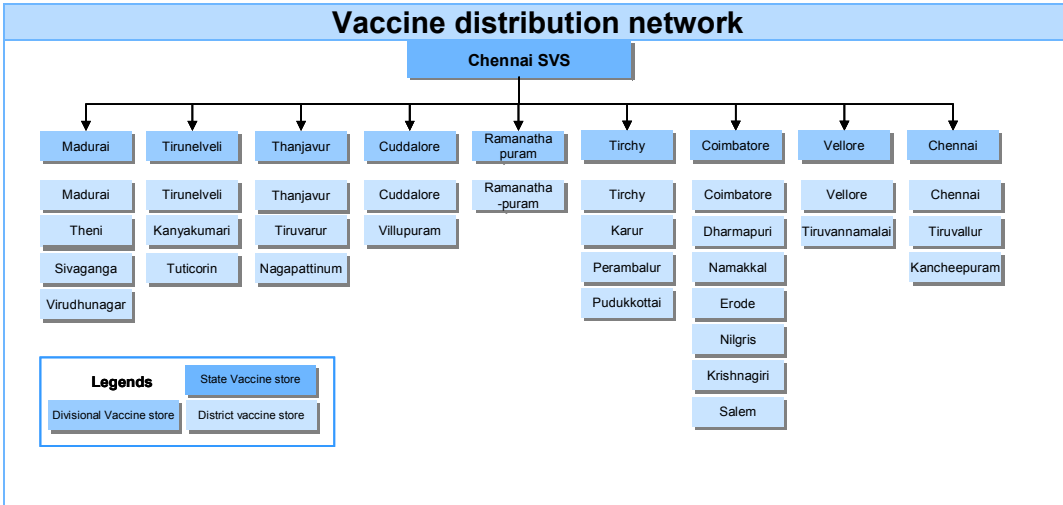 Vaccine distribution network
Chennai SVS
Madurai
Tirunelveli
Thanjavur
Cuddalore
Ramanatha
puram
Tirchy
Coimbatore
Vellore
Chennai
Madurai
Theni
Sivaganga
Virudhunagar
Tirunelveli
Kanyakumari
Tuticorin
Thanjavur
Tiruvarur
Nagapattinum
Cuddalore
Villupuram
Ramanatha
-puram
Tirchy
Karur
Perambalur
Pudukkottai
Coimbatore
Dharmapuri
Namakkal
Erode
Nilgris
Krishnagiri
Salem
Vellore
Tiruvannamalai
Chennai
Tiruvallur
Kancheepuram
Legends
State Vaccine store
Divisional Vaccine store
District vaccine store